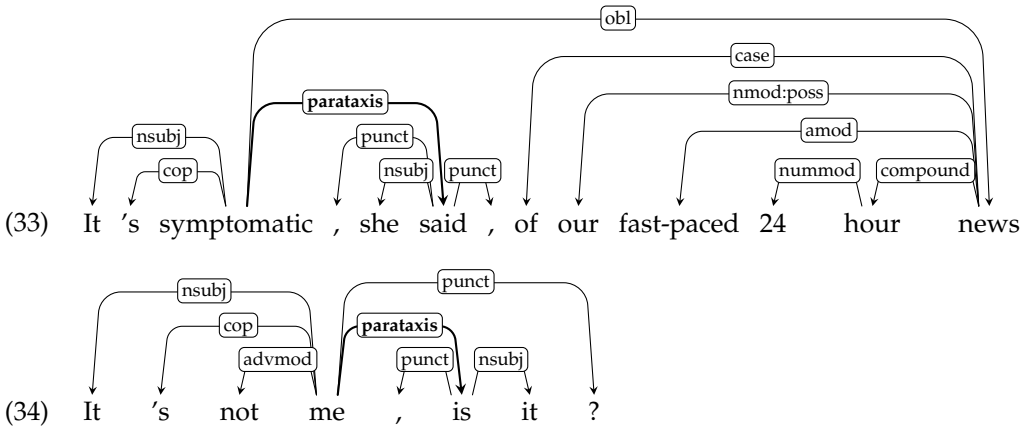 obl
case
parataxis nmod:poss
nsubj punct amod
cop nsubj punct nummod compound
(33) It 's symptomatic , she said , of our fast-paced 24 hour news
nsubj punct
cop parataxis
advmod punct nsubj
(34) It 's not me , is it ?